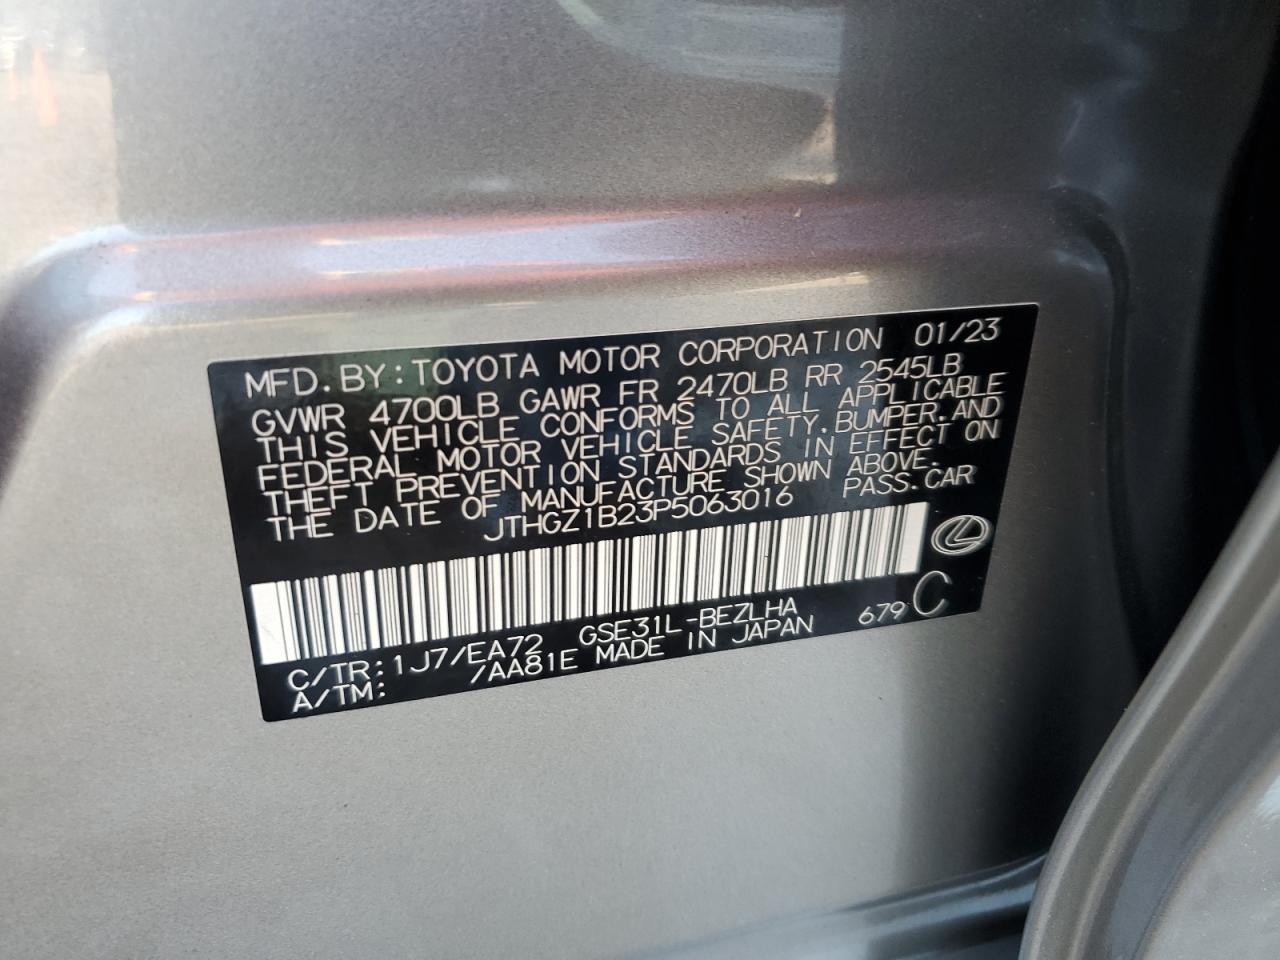 MFD. BY: TOYOTA MOTOR CORPORATION 01/23
GVWR 4700LB GAWR FR 2470LB RR 2545LB
THIS VEHICLE CONFORMS TO ALL APPLICABLE
FEDERAL MOTOR VEHICLE SAFETY, BUMPER, AND
THEFT PREVENTION STANDARDS IN EFFECT ON
THE DATE OF MANUFACTURE SHOWN ABOVE.
JTHGZ1B23P5063016 PASS. CAR
C/TR: 1J7/EA72 GSE31L-BEZLHA 679 C
A/TM: /AA81E MADE IN JAPAN